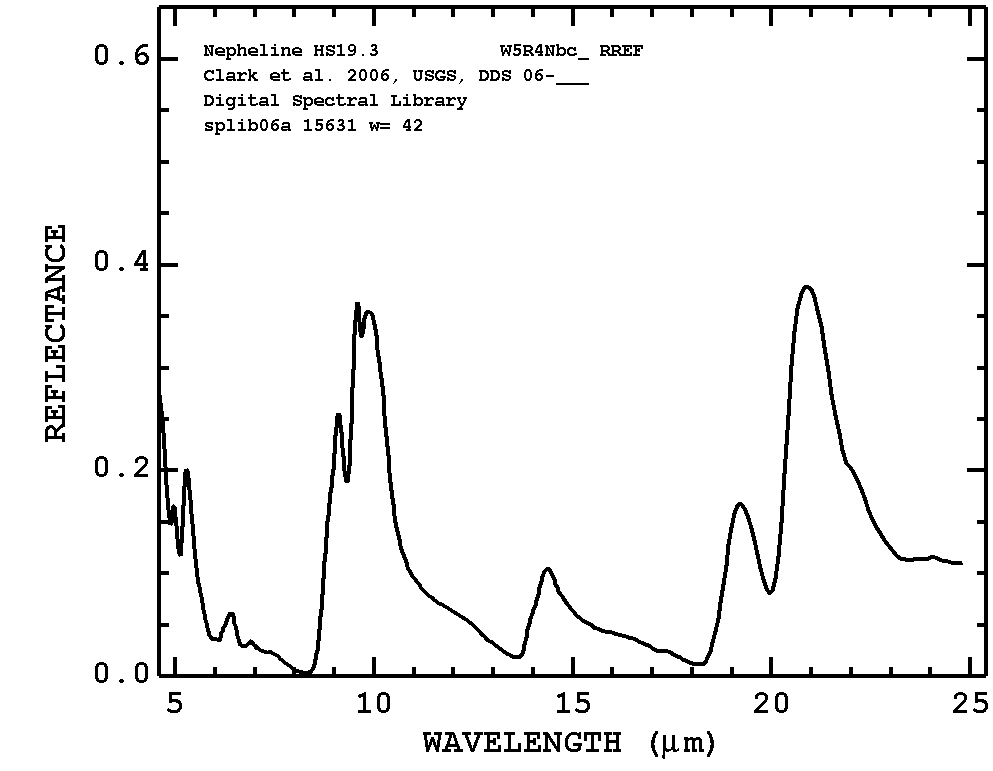 Nepheline HS19.3 W5R4Nbc_ RREF
Clark et al. 2006, USGS, DDS 06-___
Digital Spectral Library
splib06a 15631 w= 42
0.6
0.4
0.2
0.0
REFLECTANCE
5 10 15 20 25
WAVELENGTH (μm)